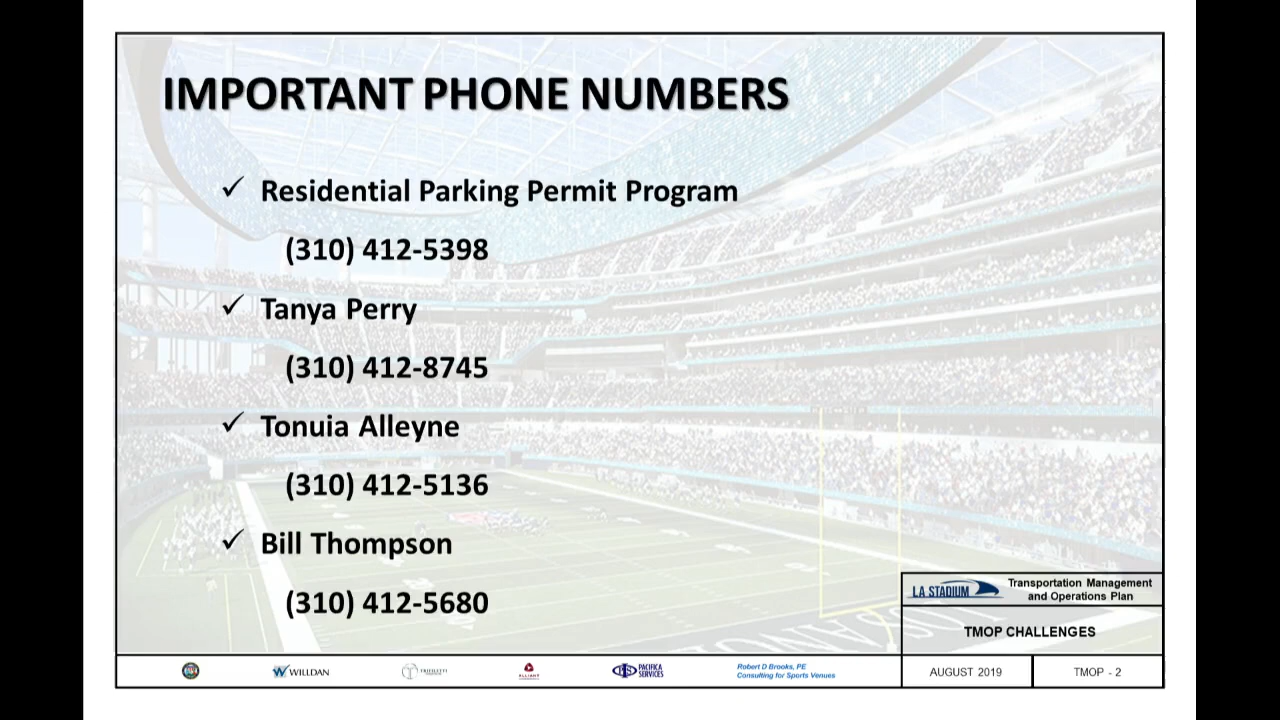 IMPORTANT PHONE NUMBERS
✓ Residential Parking Permit Program
(310) 412-5398
✓ Tanya Perry
(310) 412-8745
✓ Tonuia Alleyne
(310) 412-5136
✓ Bill Thompson
(310) 412-5680
LA STADIUM
Transportation Management
and Operations Plan
TMOP CHALLENGES
WILLDAN
PACIFICA
SERVICES
Robert D Brooks, PE
Consulting for Sports Venues
AUGUST 2019
TMOP - 2